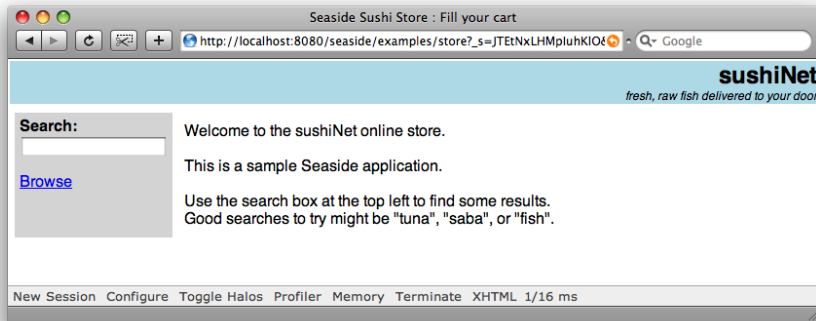 Seaside Sushi Store : Fill your cart
http://localhost:8080/seaside/examples/store?_s=JTEtNxLHMpIuhKIO&
Google
sushiNet
fresh, raw fish delivered to your door
Search:
Browse
Welcome to the sushiNet online store.
This is a sample Seaside application.
Use the search box at the top left to find some results.
Good searches to try might be "tuna", "saba", or "fish".
New Session Configure Toggle Halos Profiler Memory Terminate XHTML 1/16 ms